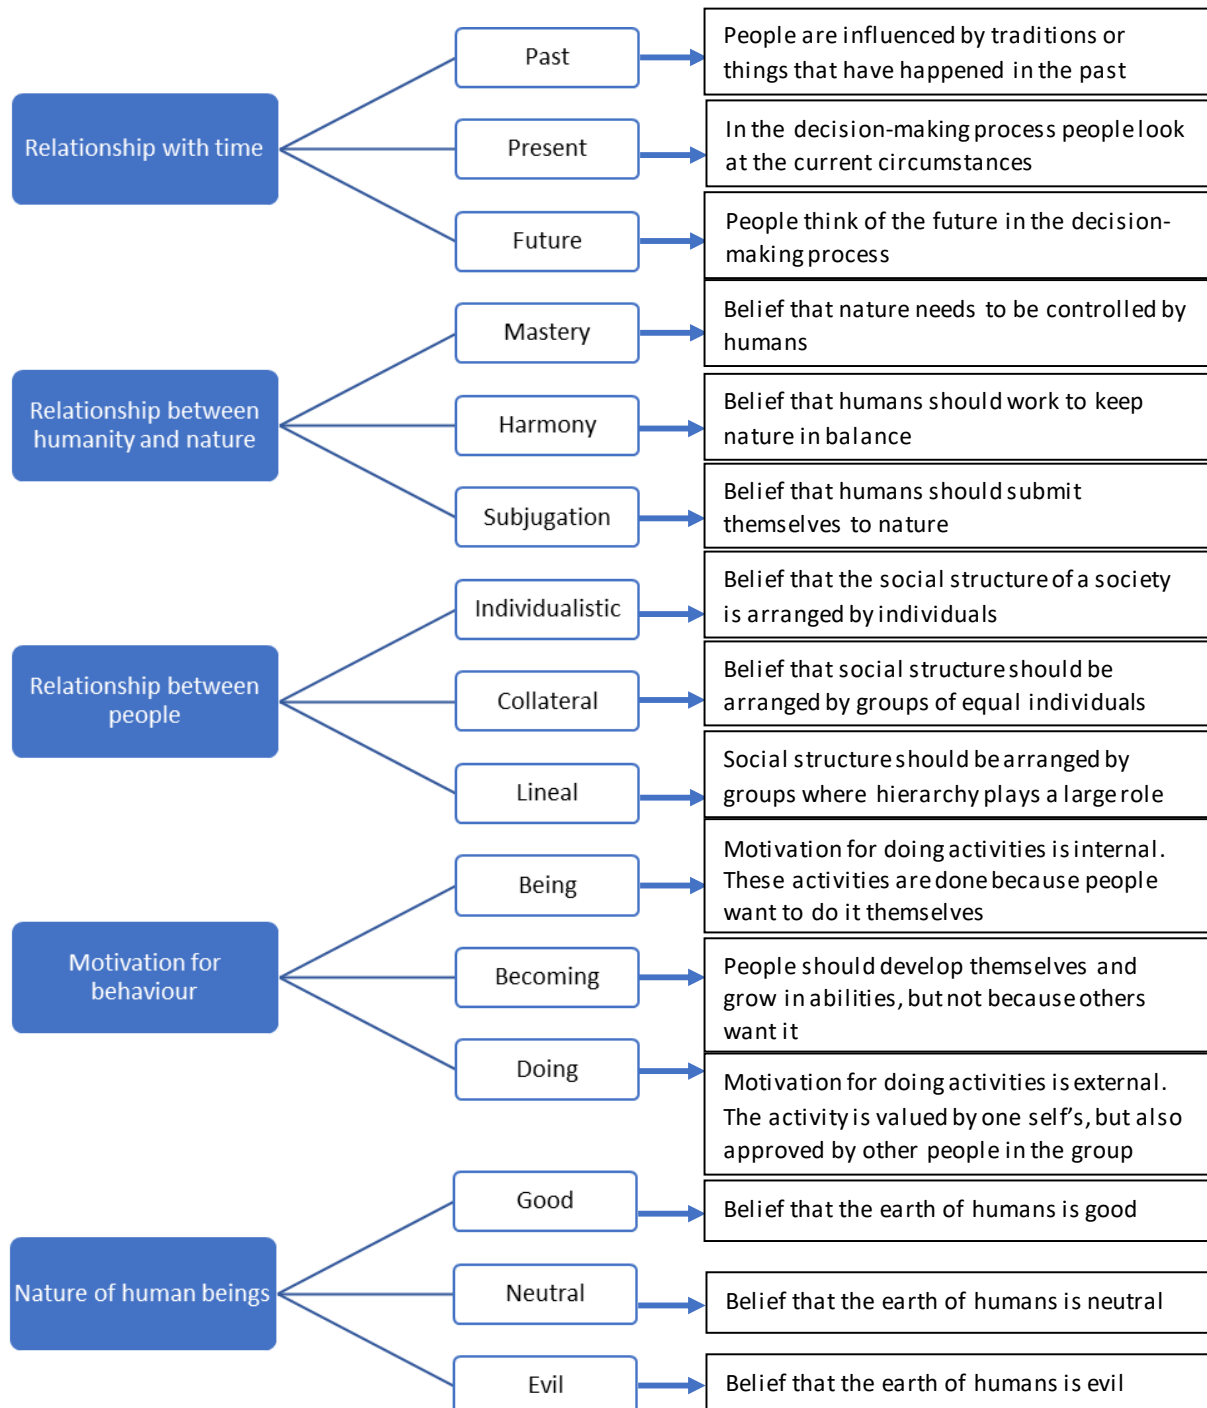 Relationship with time
Past
People are influenced by traditions or
things that have happened in the past
Present
In the decision-making process people look
at the current circumstances
Future
People think of the future in the decision-
making process
Relationship between
humanity and nature
Mastery
Belief that nature needs to be controlled by
humans
Harmony
Belief that humans should work to keep
nature in balance
Subjugation
Belief that humans should submit
themselves to nature
Relationship between
people
Individualistic
Belief that the social structure of a society
is arranged by individuals
Collateral
Belief that social structure should be
arranged by groups of equal individuals
Lineal
Social structure should be arranged by
groups where hierarchy plays a large role
Motivation for
behaviour
Being
Motivation for doing activities is internal.
These activities are done because people
want to do it themselves
Becoming
People should develop themselves and
grow in abilities, but not because others
want it
Doing
Motivation for doing activities is external.
The activity is valued by one self’s, but also
approved by other people in the group
Nature of human beings
Good
Belief that the earth of humans is good
Neutral
Belief that the earth of humans is neutral
Evil
Belief that the earth of humans is evil